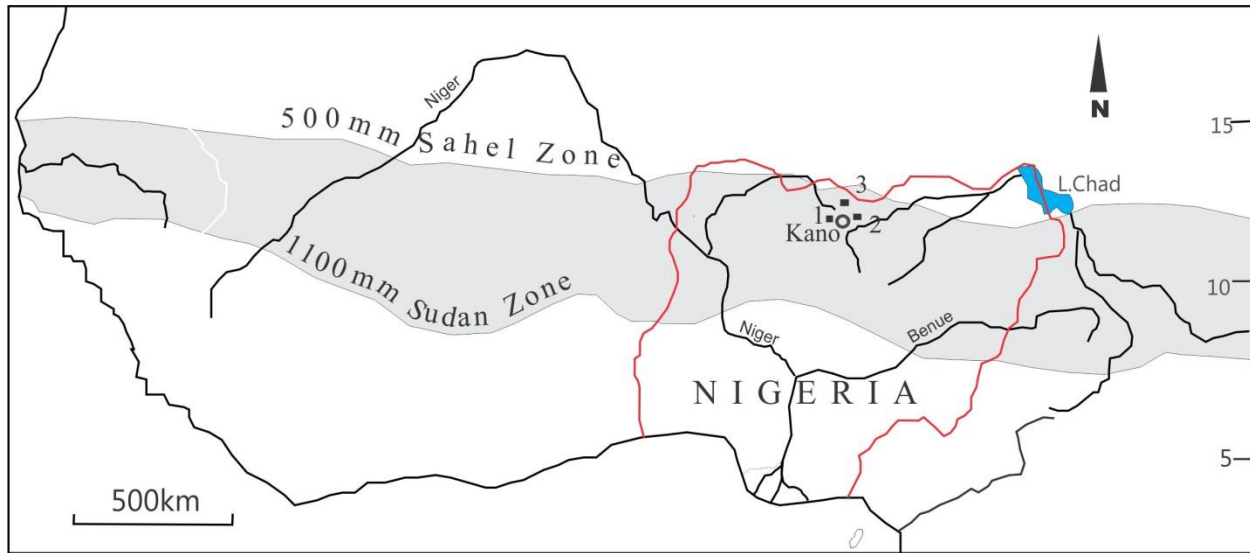 N
15
Niger
500mm Sahel Zone
L.Chad
3
1
2
Kano
10
1100mm Sudan Zone
Niger
Benue
NIGERIA
5
500km